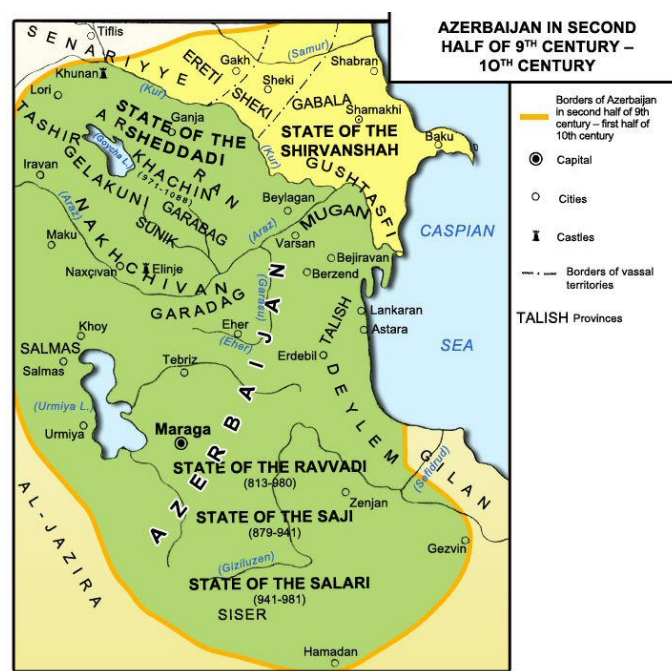 AZERBAIJAN IN SECOND
HALF OF 9TH CENTURY –
1OTH CENTURY
Borders of Azerbaijan
in second half of 9th
century – first half of
10th century
Capital
Cities
Castles
Borders of vassal
territories
TALISH Provinces
Tiflis
SENARIYYE
Khunan
Lori
(Kur)
ERETI
Gakh
SHEKI
Sheki
(Samur)
Shabran
GABALA
Shamakhi
STATE OF THE
SHIRVANSHAH
Baku
GUSHTASFI
(Kur)
STATE OF THE
SHEDDADI
Ganja
ARRAN
TASHIR
(Goycha L.)
KHACHIN
(971-1088)
GELAKUNI
GARABAG
SUNIK
Iravan
(Araz)
Beylagan
MUGAN
(Araz)
Varsan
CASPIAN
SEA
Maku
NAKHCHIVAN
Naxçıvan
Elinje
Bejiravan
Berzend
GARADAG
(Garasu)
Eher
(Eher)
TALISH
Lankaran
Astara
Khoy
SALMAS
Salmas
Tebriz
Erdebil
DEYLEM
(Urmiya L.)
Urmiya
Maraga
AZERBAIJAN
STATE OF THE RAVVADI
(813-980)
GILAN
(Sefidrud)
Zenjan
STATE OF THE SAJI
(879-941)
Gezvin
AL-JAZIRA
(Giziluzen)
STATE OF THE SALARI
(941-981)
SISER
Hamadan